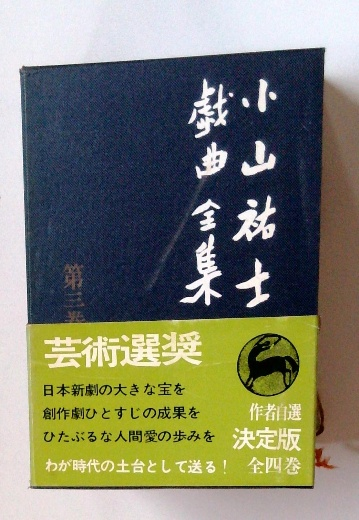 小山祐士
戯曲全集
第三巻
芸術選奨
日本新劇の大きな宝を
創作劇ひとすじの成果を
ひたぶるな人間愛の歩みを
わが時代の土台として送る!
作者自選
決定版
全四巻